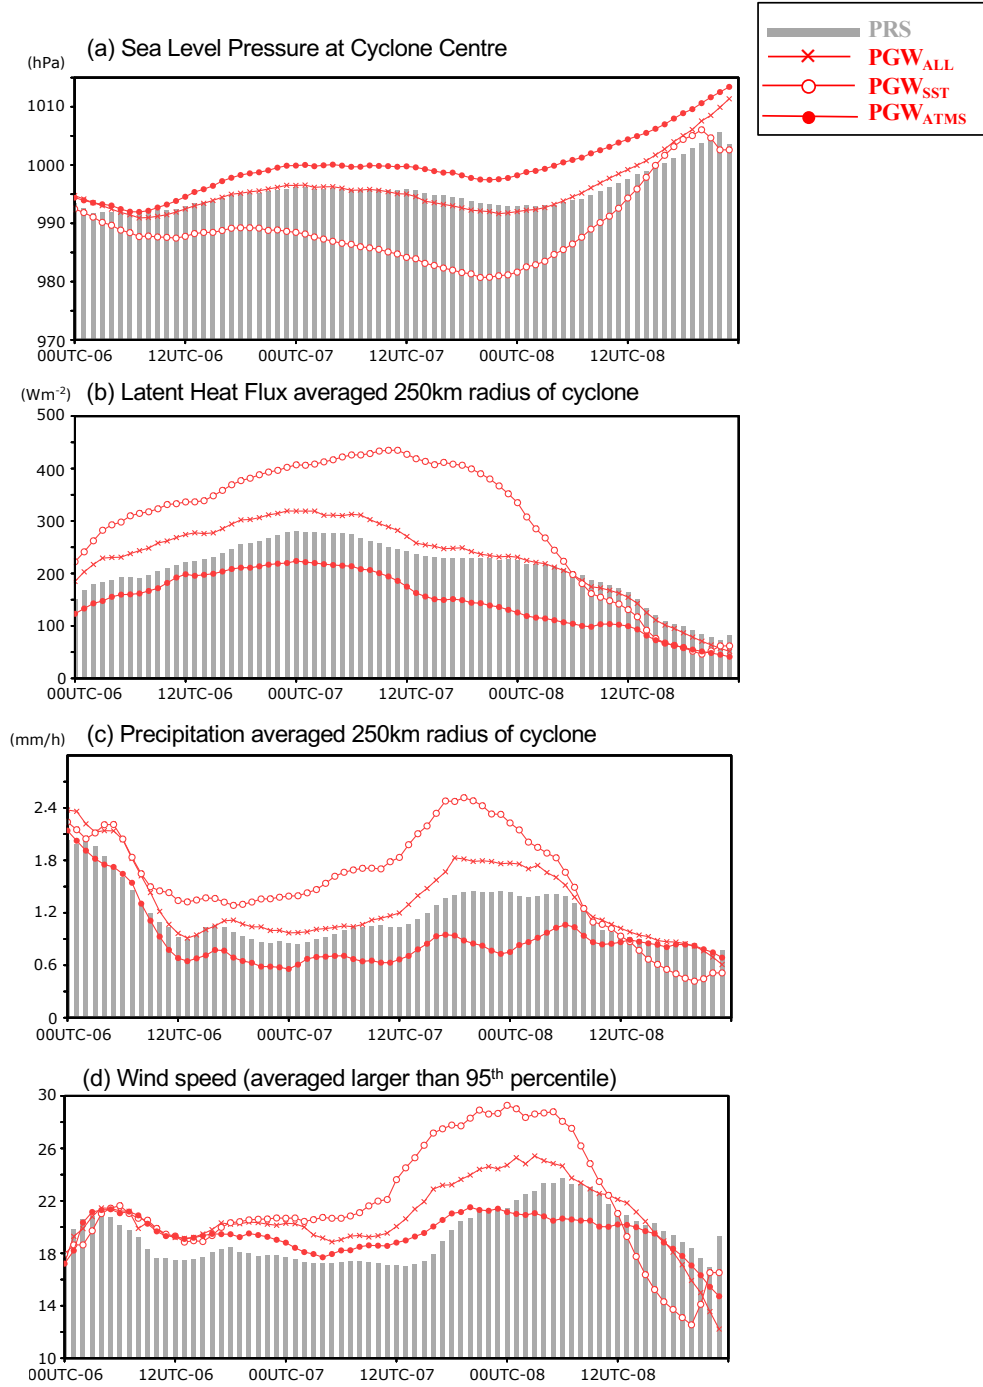 PRS
PGW_ALL
PGW_SST
PGW_ATMS
(a) Sea Level Pressure at Cyclone Centre
(hPa)
1010
1000
990
980
970
00UTC-06 12UTC-06 00UTC-07 12UTC-07 00UTC-08 12UTC-08
(b) Latent Heat Flux averaged 250km radius of cyclone
(Wm-2)
500
400
300
200
100
0
00UTC-06 12UTC-06 00UTC-07 12UTC-07 00UTC-08 12UTC-08
(c) Precipitation averaged 250km radius of cyclone
(mm/h)
2.4
1.8
1.2
0.6
0
00UTC-06 12UTC-06 00UTC-07 12UTC-07 00UTC-08 12UTC-08
(d) Wind speed (averaged larger than 95th percentile)
30
26
22
18
14
10
00UTC-06 12UTC-06 00UTC-07 12UTC-07 00UTC-08 12UTC-08